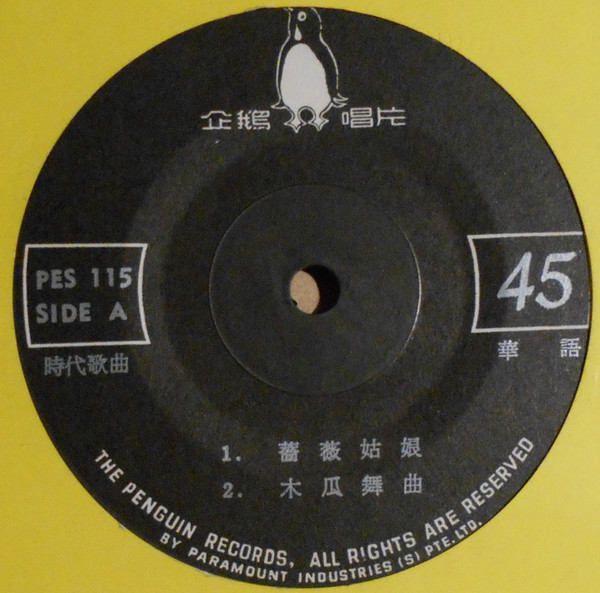 企鵝 唱片
PES 115
SIDE A
時代歌曲
45
華語
1. 薔薇姑娘
2. 木瓜舞曲
THE PENGUIN RECORDS, ALL RIGHTS ARE RESERVED
BY PARAMOUNT INDUSTRIES (S) PTE. LTD.